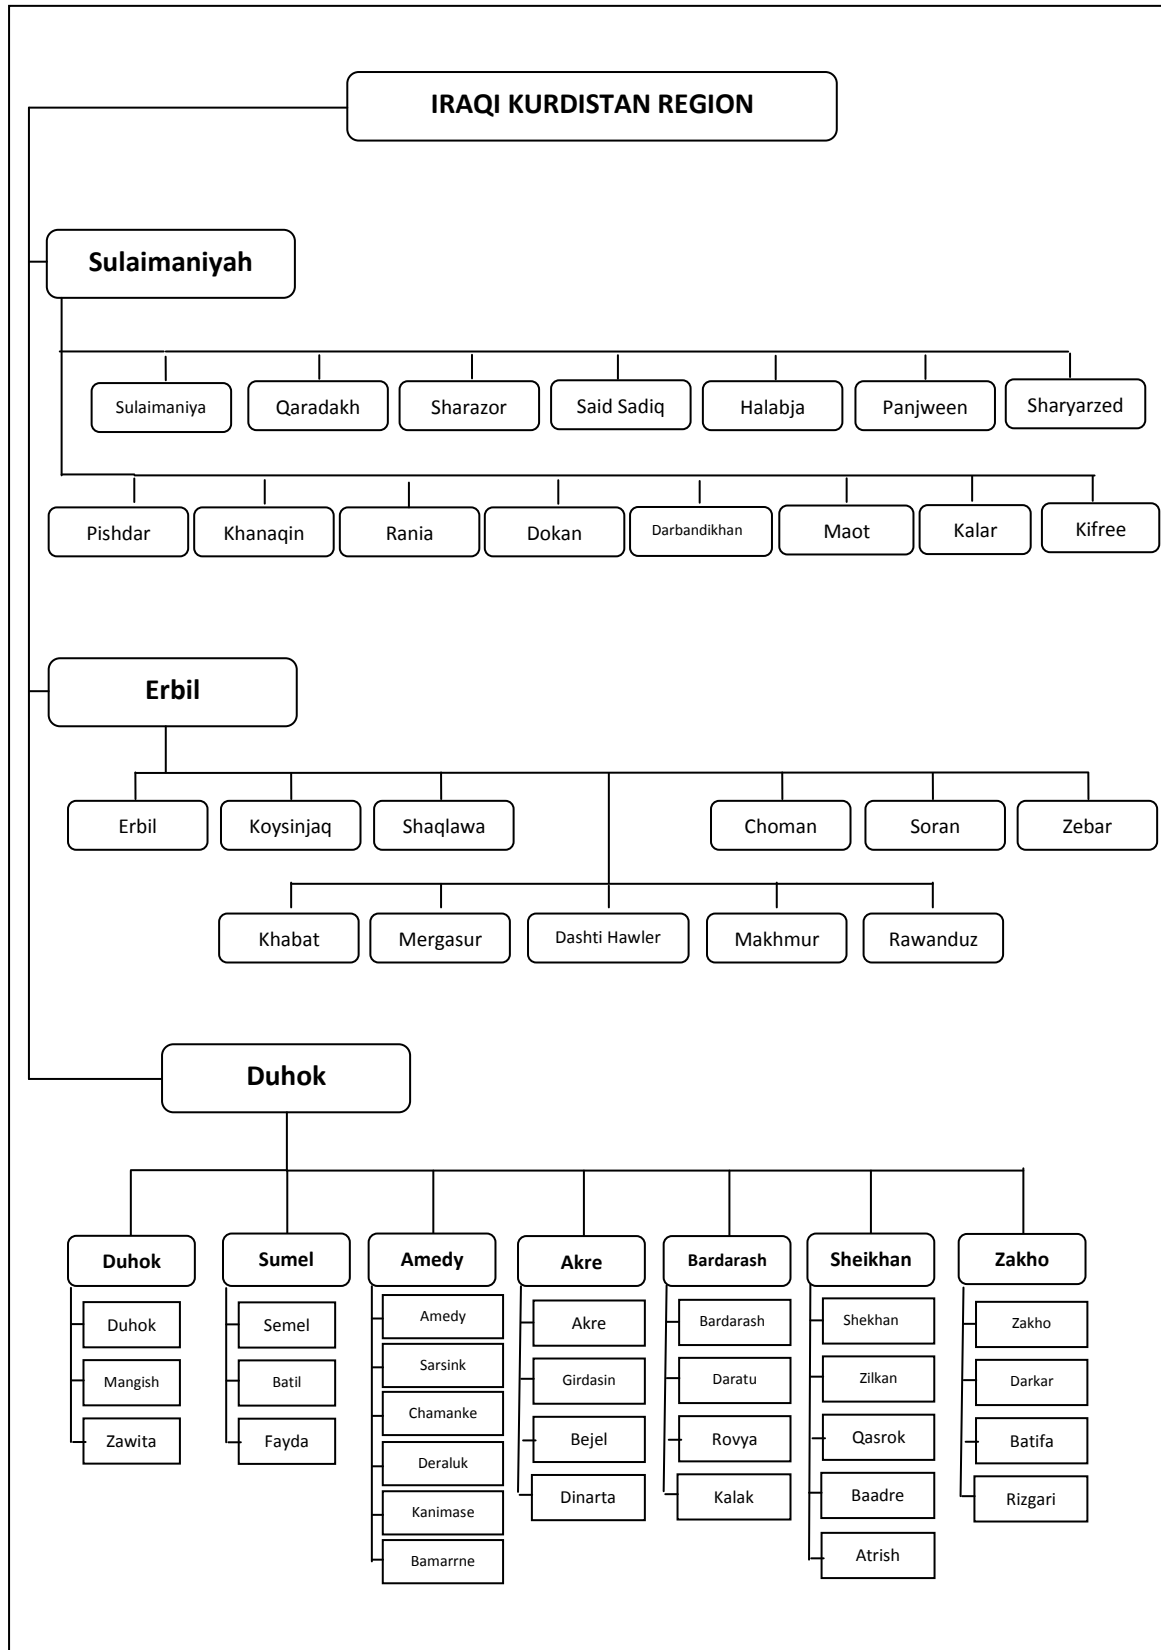 IRAQI KURDISTAN REGION
Sulaimaniyah
Sulaimaniya
Qaradakh
Sharazor
Said Sadiq
Halabja
Panjween
Sharyarzed
Pishdar
Khanaqin
Rania
Dokan
Darbandikhan
Maot
Kalar
Kifree
Erbil
Erbil
Koysinjaq
Shaqlawa
Choman
Soran
Zebar
Khabat
Mergasur
Dashti Hawler
Makhmur
Rawanduz
Duhok
Duhok
Duhok
Mangish
Zawita
Sumel
Semel
Batil
Fayda
Amedy
Amedy
Sarsink
Chamanke
Deraluk
Kanimase
Bamarrne
Akre
Akre
Girdasin
Bejel
Dinarta
Bardarash
Bardarash
Daratu
Rovya
Kalak
Sheikhan
Shekhan
Zilkan
Qasrok
Baadre
Atrish
Zakho
Zakho
Darkar
Batifa
Rizgari